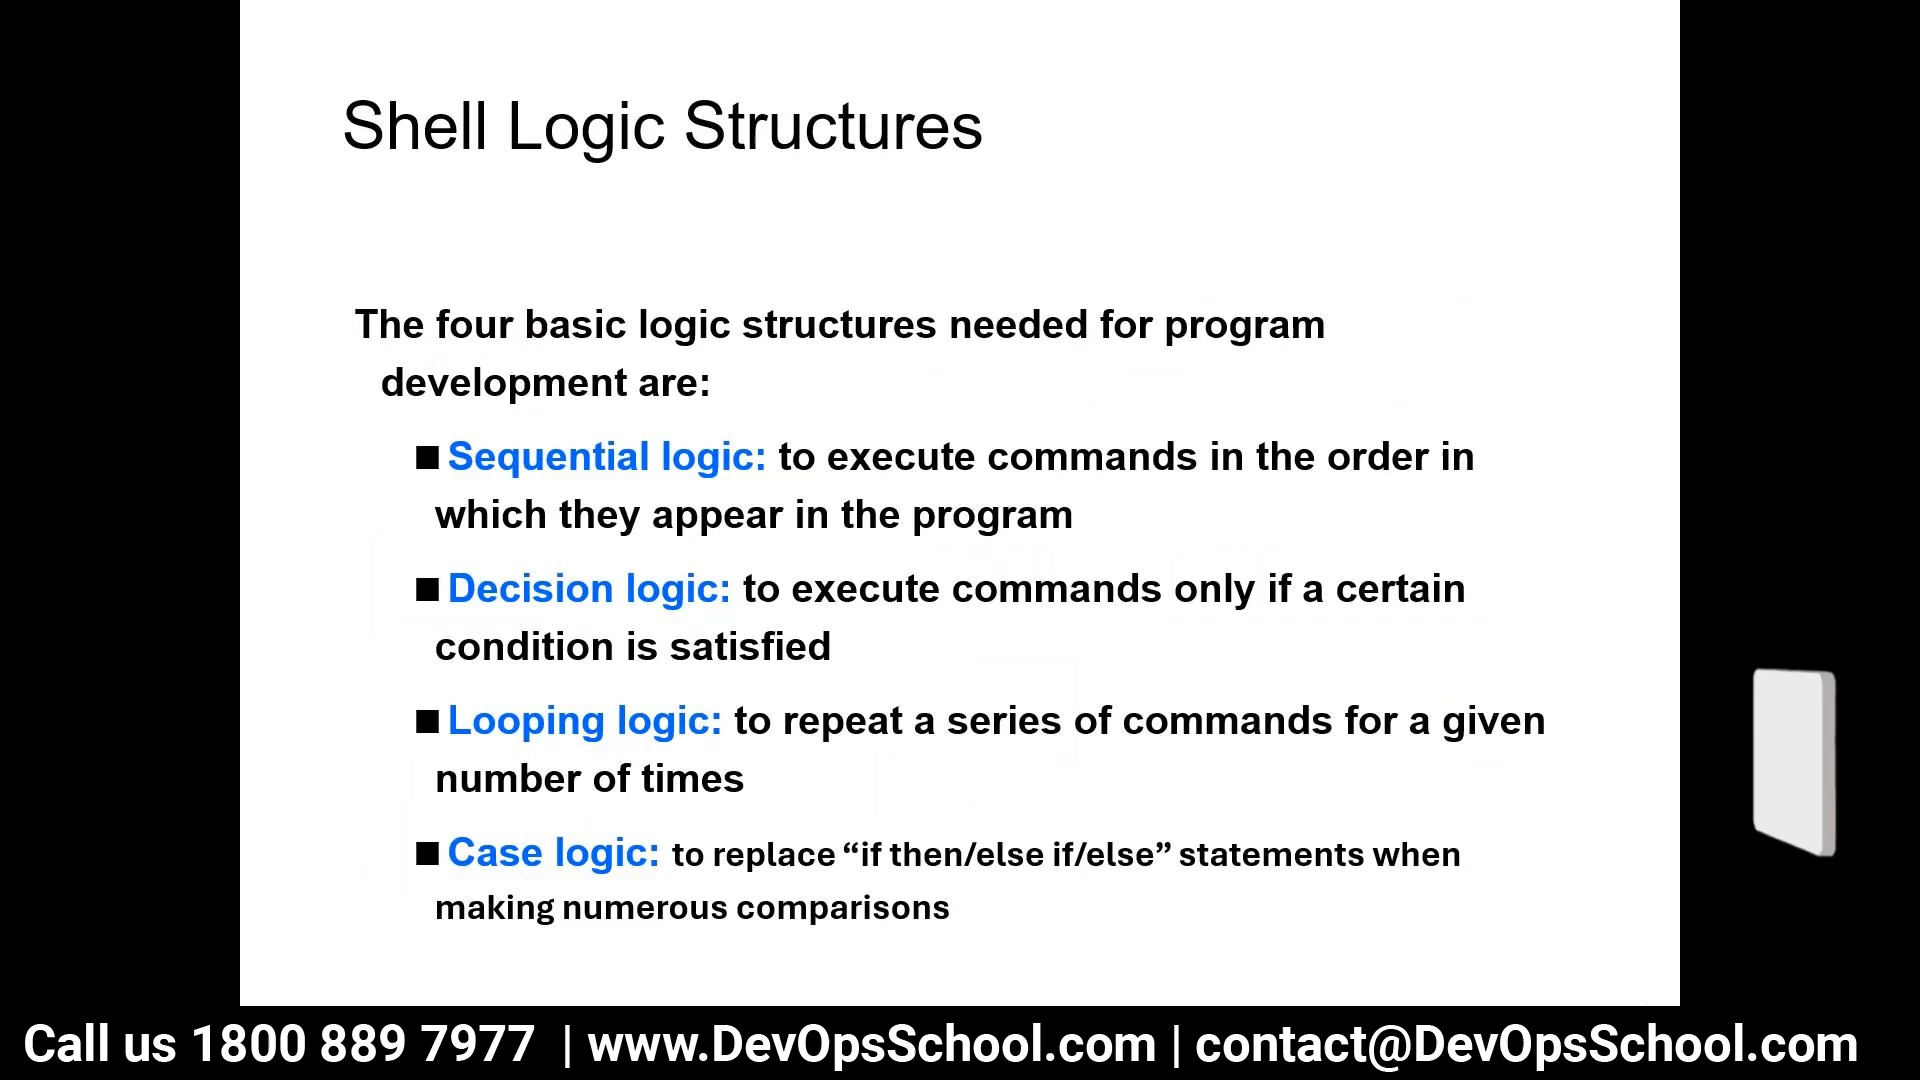 Shell Logic Structures
The four basic logic structures needed for program
development are:
■ Sequential logic: to execute commands in the order in
which they appear in the program
■ Decision logic: to execute commands only if a certain
condition is satisfied
■ Looping logic: to repeat a series of commands for a given
number of times
■ Case logic: to replace “if then/else if/else” statements when
making numerous comparisons
Call us 1800 889 7977 | www.DevOpsSchool.com | contact@DevOpsSchool.com